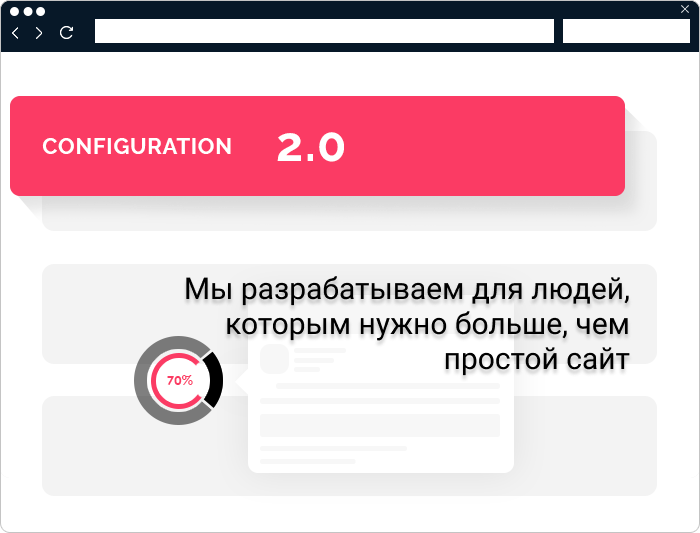 CONFIGURATION 2.0
Мы разрабатываем для людей,
которым нужно больше, чем
простой сайт
70%